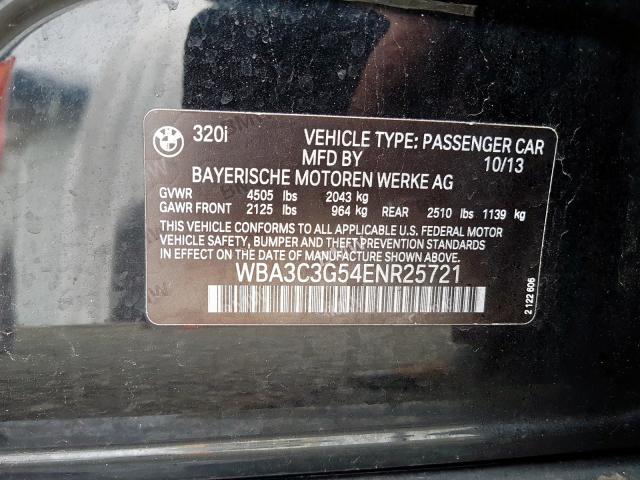 BMW 320i VEHICLE TYPE: PASSENGER CAR
MFD BY 10/13
BAYERISCHE MOTOREN WERKE AG
GVWR 4505 lbs 2043 kg
GAWR FRONT 2125 lbs 964 kg REAR 2510 lbs 1139 kg
THIS VEHICLE CONFORMS TO ALL APPLICABLE U.S. FEDERAL MOTOR
VEHICLE SAFETY, BUMPER AND THEFT PREVENTION STANDARDS
IN EFFECT ON THE DATE OF MANUFACTURE SHOWN ABOVE.
WBA3C3G54ENR25721
2 122 606